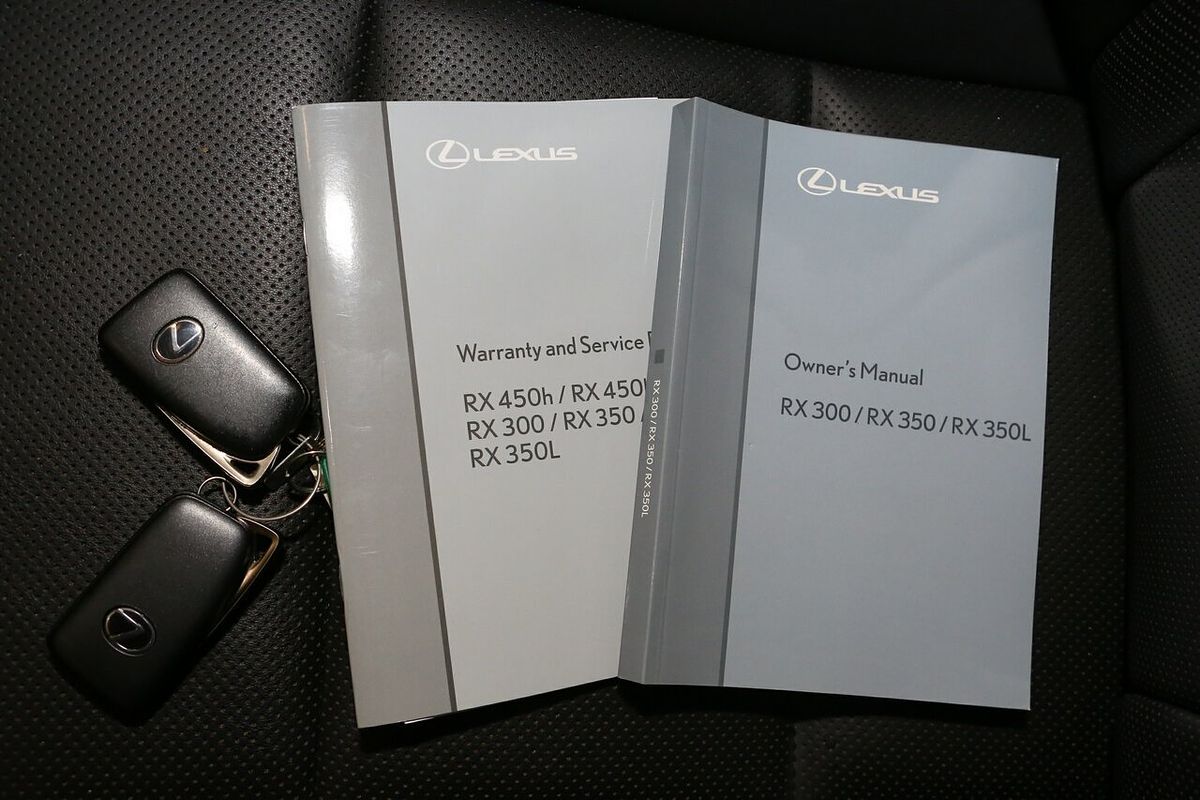 LEXUS
Warranty and Service
RX 450h / RX 450
RX 300 / RX 350 /
RX 350L
RX 300 / RX 350 / RX 350L
LEXUS
Owner's Manual
RX 300 / RX 350 / RX 350L